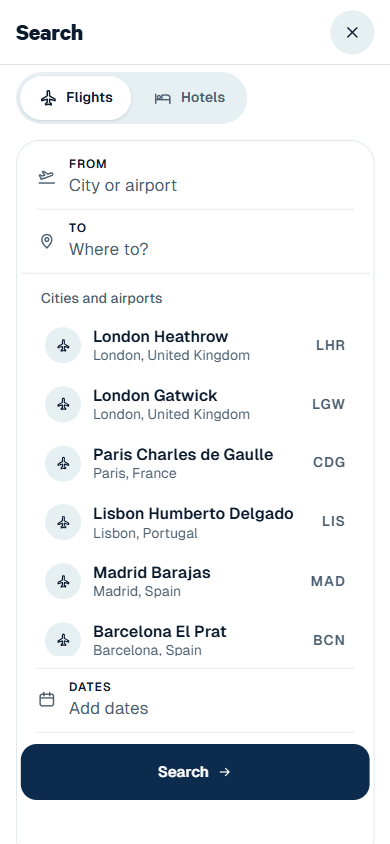 Search
Flights
Hotels
FROM
City or airport
TO
Where to?
Cities and airports
London Heathrow
London, United Kingdom
LHR
London Gatwick
London, United Kingdom
LGW
Paris Charles de Gaulle
Paris, France
CDG
Lisbon Humberto Delgado
Lisbon, Portugal
LIS
Madrid Barajas
Madrid, Spain
MAD
Barcelona El Prat
Barcelona, Spain
BCN
DATES
Add dates
Search